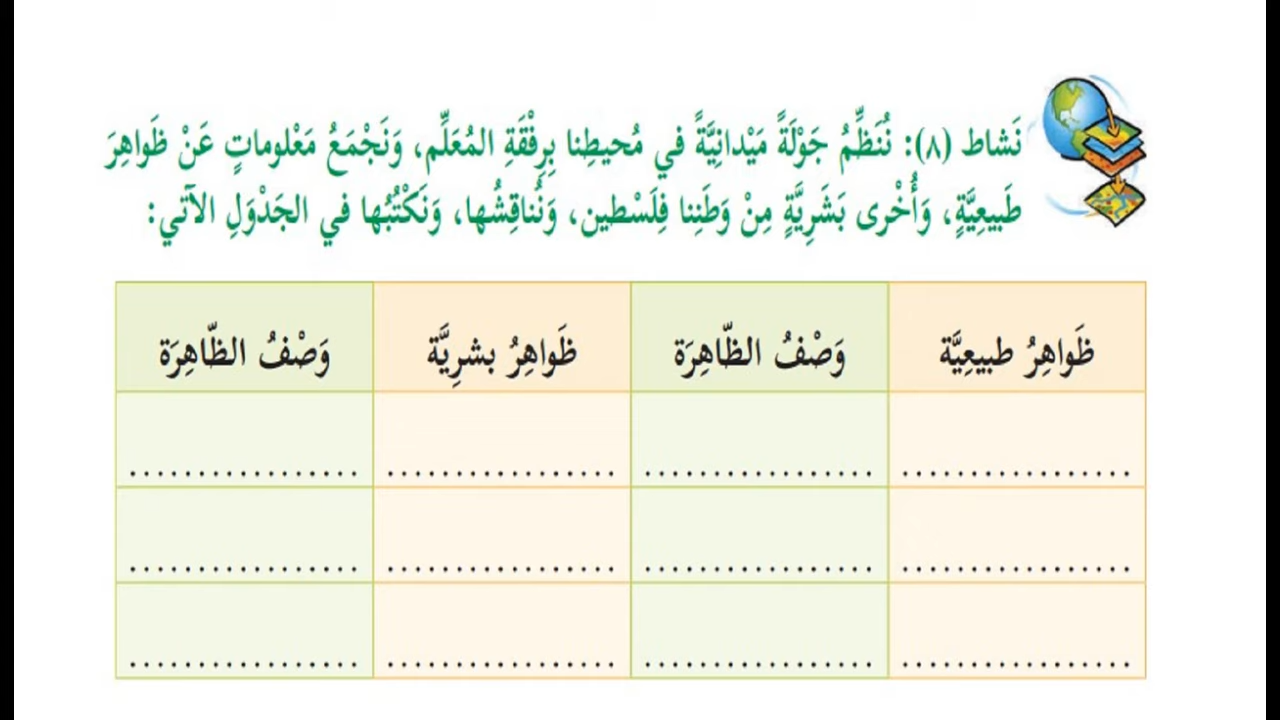 نَشاط (٨): نُنَظِّمُ جَوْلَةً مَيْدانِيَّةً في مُحيطِنا بِرِفْقَةِ المُعَلِّم، وَنَجْمَعُ مَعْلوماتٍ عَنْ ظَواهِرَ
طَبيعِيَّةٍ، وَأُخْرى بَشَرِيَّةٍ مِنْ وَطَنِنا فِلَسْطين، وَنُناقِشُها، وَنَكْتُبُها في الجَدْوَلِ الآتي:
ظَواهِرُ طبيعِيَّة وَصْفُ الظّاهِرَة ظَواهِرُ بشرِيَّة وَصْفُ الظّاهِرَة
................. ................. ................. .................
................. ................. ................. .................
................. ................. ................. .................